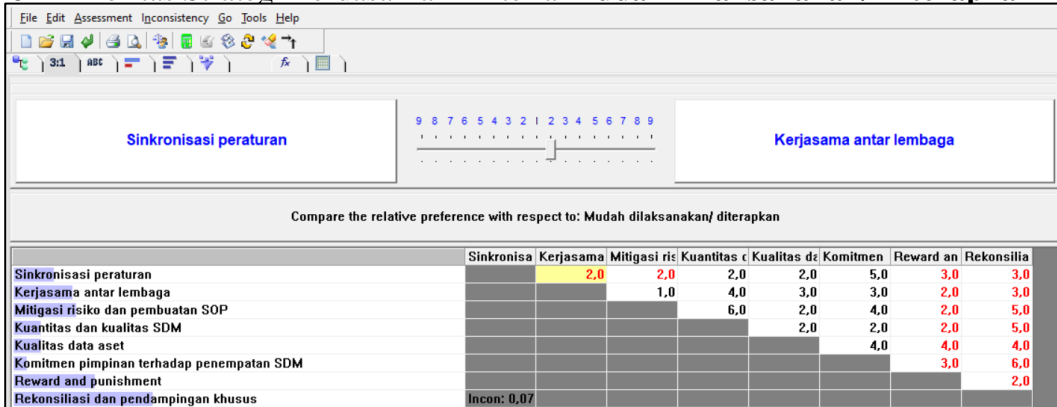 File Edit Assessment Inconsistency Go Tools Help
3:1 ABC fx
Sinkronisasi peraturan
9 8 7 6 5 4 3 2 1 2 3 4 5 6 7 8 9
Kerjasama antar lembaga
Compare the relative preference with respect to: Mudah dilaksanakan/ diterapkan
Sinkronisa Kerjasama Mitigasi ris Kuantitas Kualitas da Komitmen Reward an Rekonsilia
Sinkronisasi peraturan 2,0 2,0 2,0 2,0 5,0 3,0 3,0
Kerjasama antar lembaga 1,0 4,0 3,0 3,0 2,0 3,0
Mitigasi risiko dan pembuatan SOP 6,0 2,0 4,0 2,0 5,0
Kuantitas dan kualitas SDM 2,0 2,0 2,0 5,0
Kualitas data aset 4,0 4,0 4,0
Komitmen pimpinan terhadap penempatan SDM 3,0 6,0
Reward and punishment 2,0
Rekonsiliasi dan pendampingan khusus Incon: 0,07